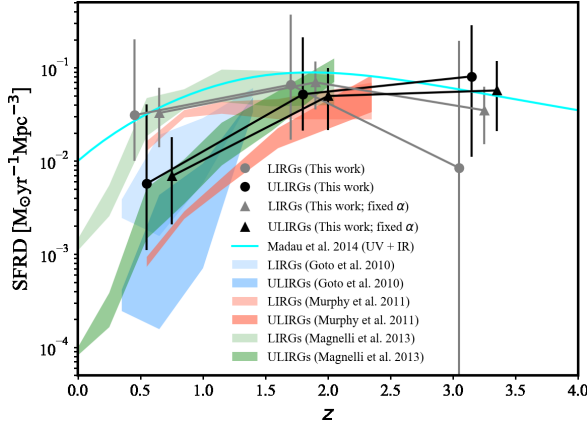 SFRD [M⊙yr⁻¹Mpc⁻³]
10⁻¹
10⁻²
10⁻³
10⁻⁴
LIRGs (This work)
ULIRGs (This work)
LIRGs (This work; fixed α)
ULIRGs (This work; fixed α)
Madau et al. 2014 (UV + IR)
LIRGs (Goto et al. 2010)
ULIRGs (Goto et al. 2010)
LIRGs (Murphy et al. 2011)
ULIRGs (Murphy et al. 2011)
LIRGs (Magnelli et al. 2013)
ULIRGs (Magnelli et al. 2013)
0.0 0.5 1.0 1.5 2.0 2.5 3.0 3.5 4.0
z